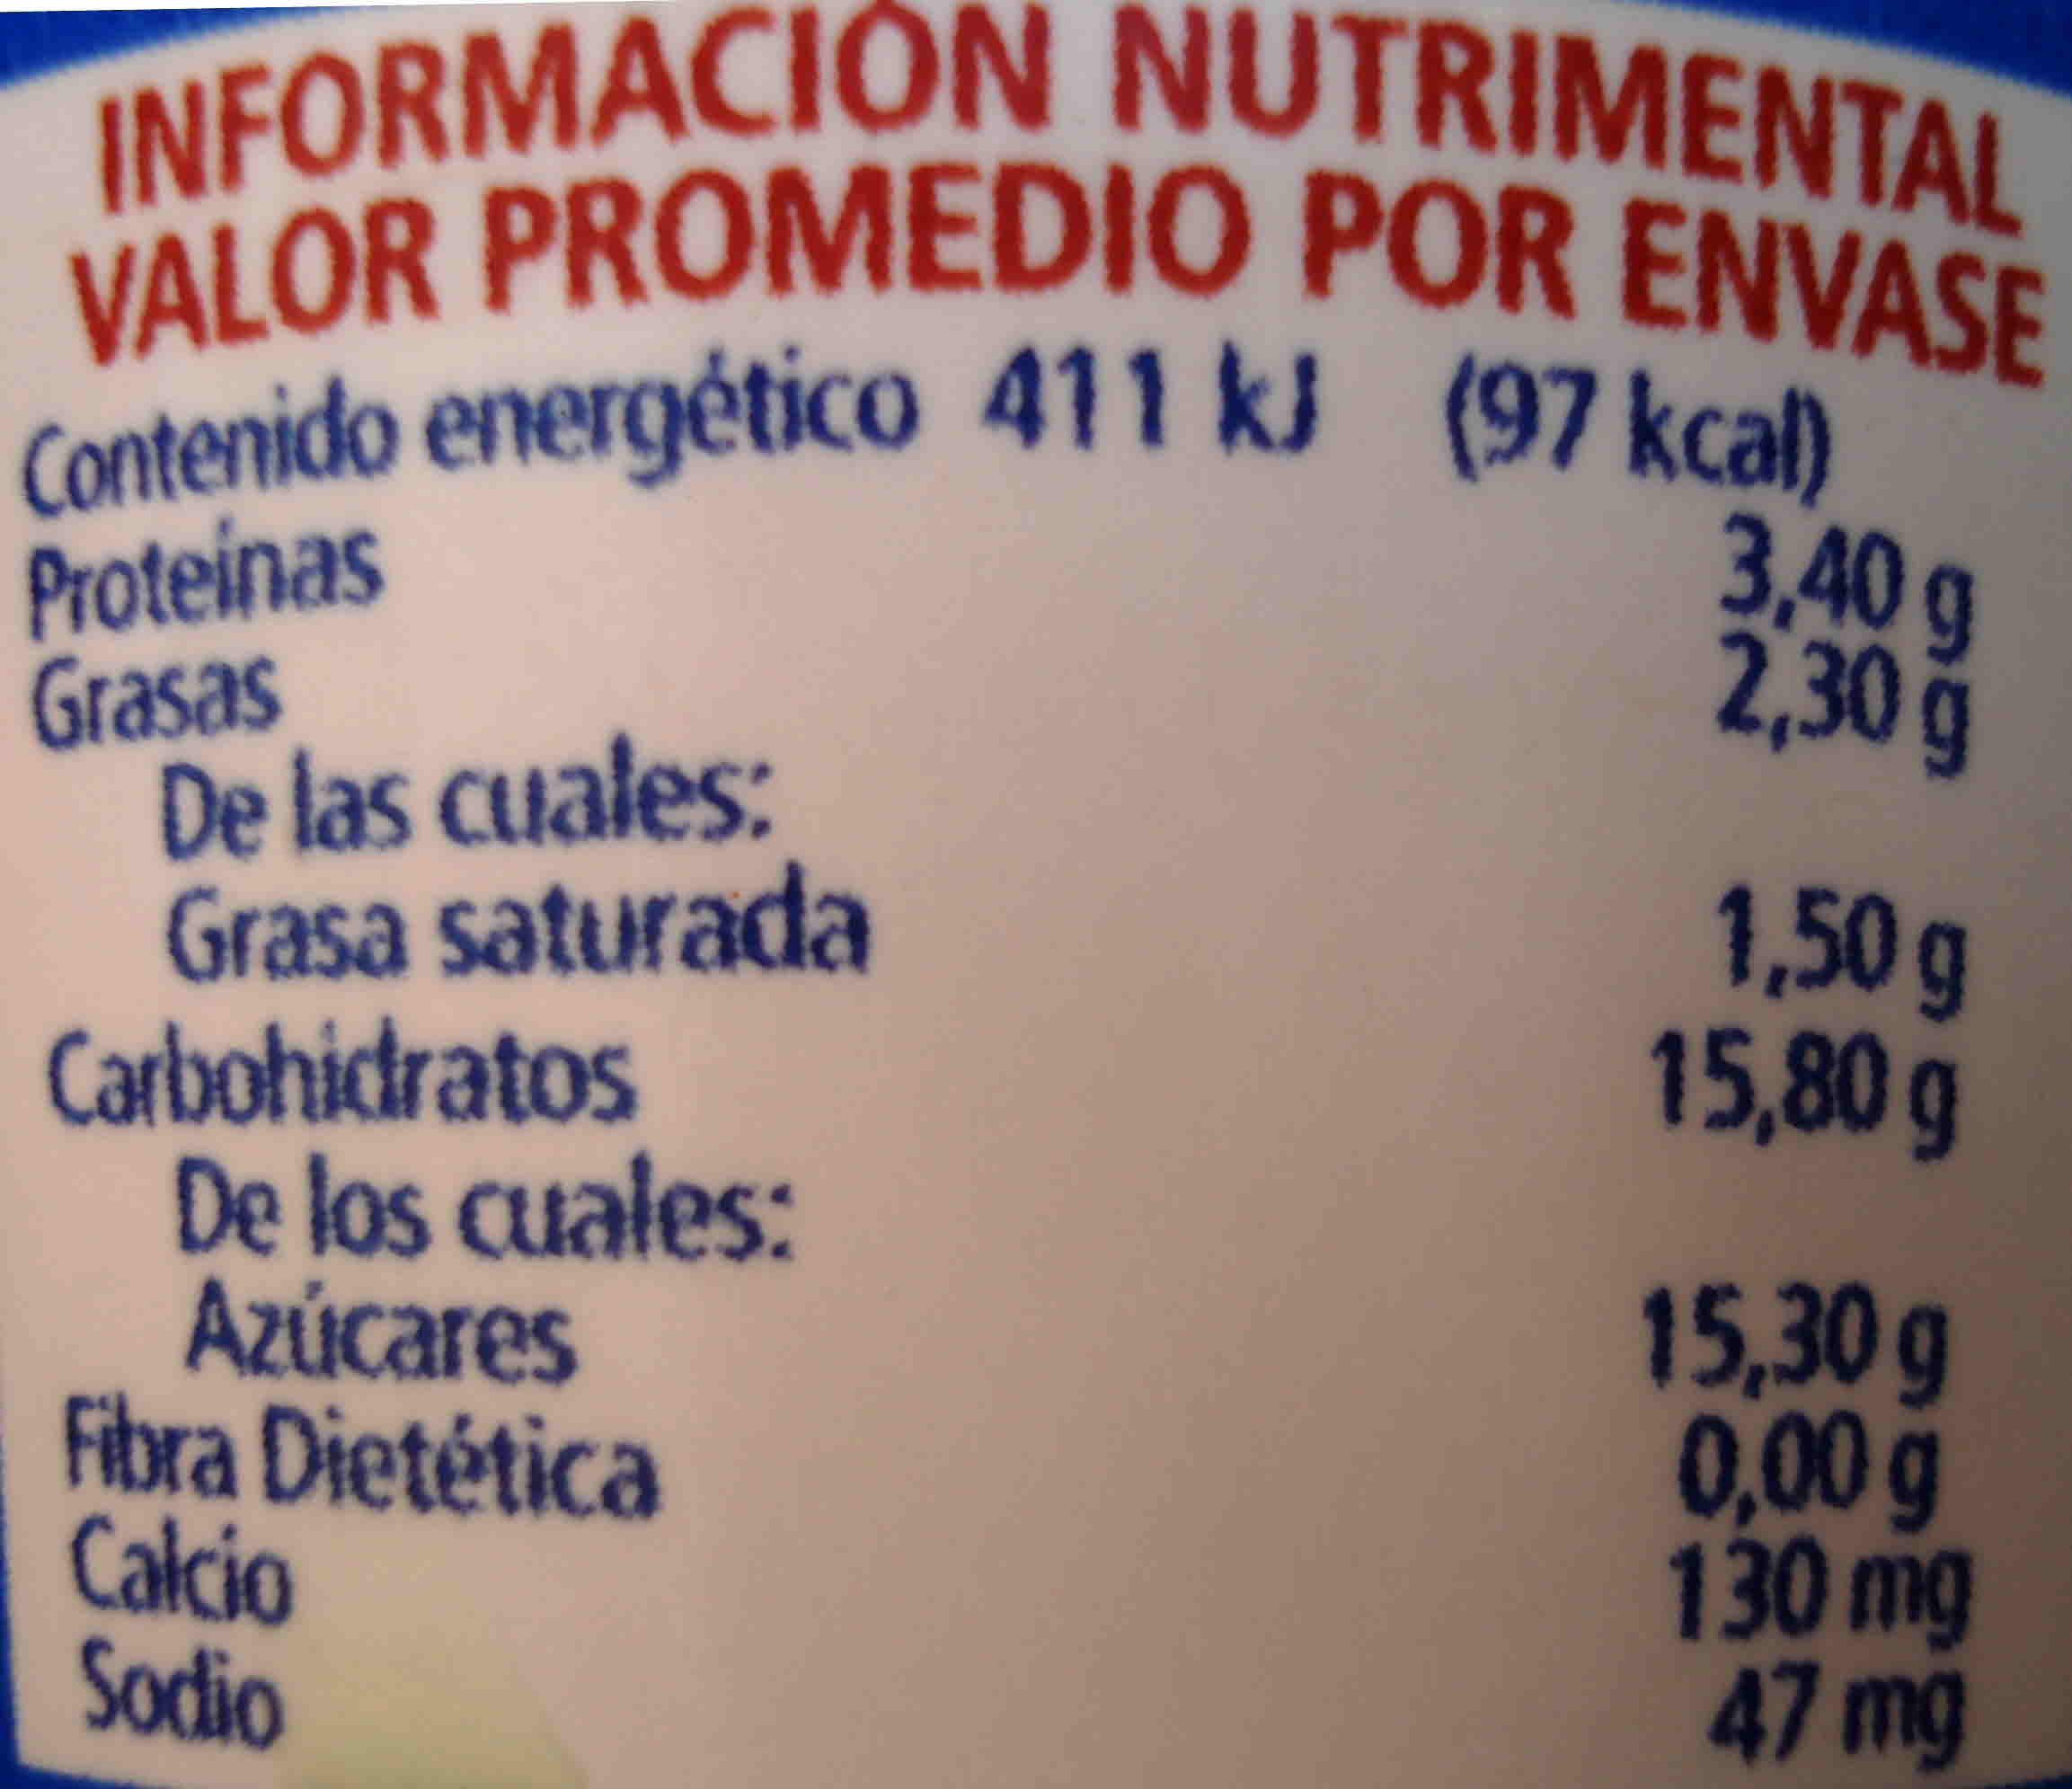 INFORMACIÓN NUTRIMENTAL
VALOR PROMEDIO POR ENVASE
Contenido energético 411 kJ (97 kcal)
Proteínas 3,40 g
Grasas 2,30 g
De las cuales:
Grasa saturada 1,50 g
Carbohidratos 15,80 g
De los cuales:
Azúcares 15,30 g
Fibra Dietética 0,00 g
Calcio 130 mg
Sodio 47 mg